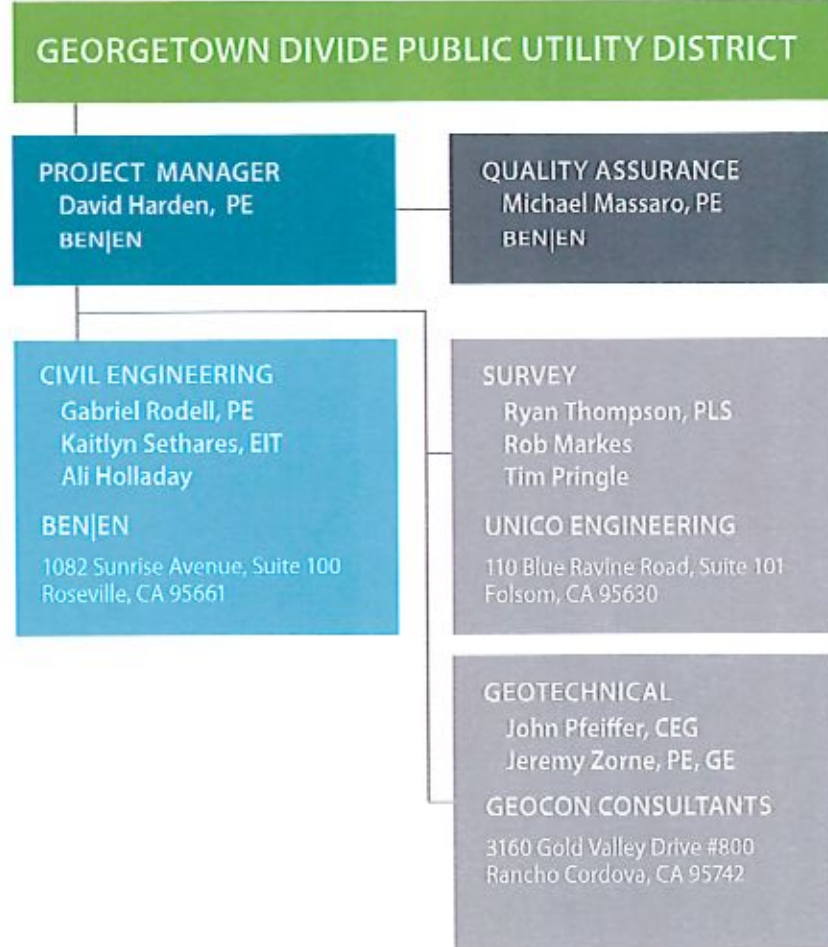 GEORGETOWN DIVIDE PUBLIC UTILITY DISTRICT
PROJECT MANAGER
David Harden, PE
BEN|EN
QUALITY ASSURANCE
Michael Massaro, PE
BEN|EN
CIVIL ENGINEERING
Gabriel Rodell, PE
Kaitlyn Sethares, EIT
Ali Holladay
BEN|EN
1082 Sunrise Avenue, Suite 100
Roseville, CA 95661
SURVEY
Ryan Thompson, PLS
Rob Markes
Tim Pringle
UNICO ENGINEERING
110 Blue Ravine Road, Suite 101
Folsom, CA 95630
GEOTECHNICAL
John Pfeiffer, CEG
Jeremy Zorne, PE, GE
GEOCON CONSULTANTS
3160 Gold Valley Drive #800
Rancho Cordova, CA 95742